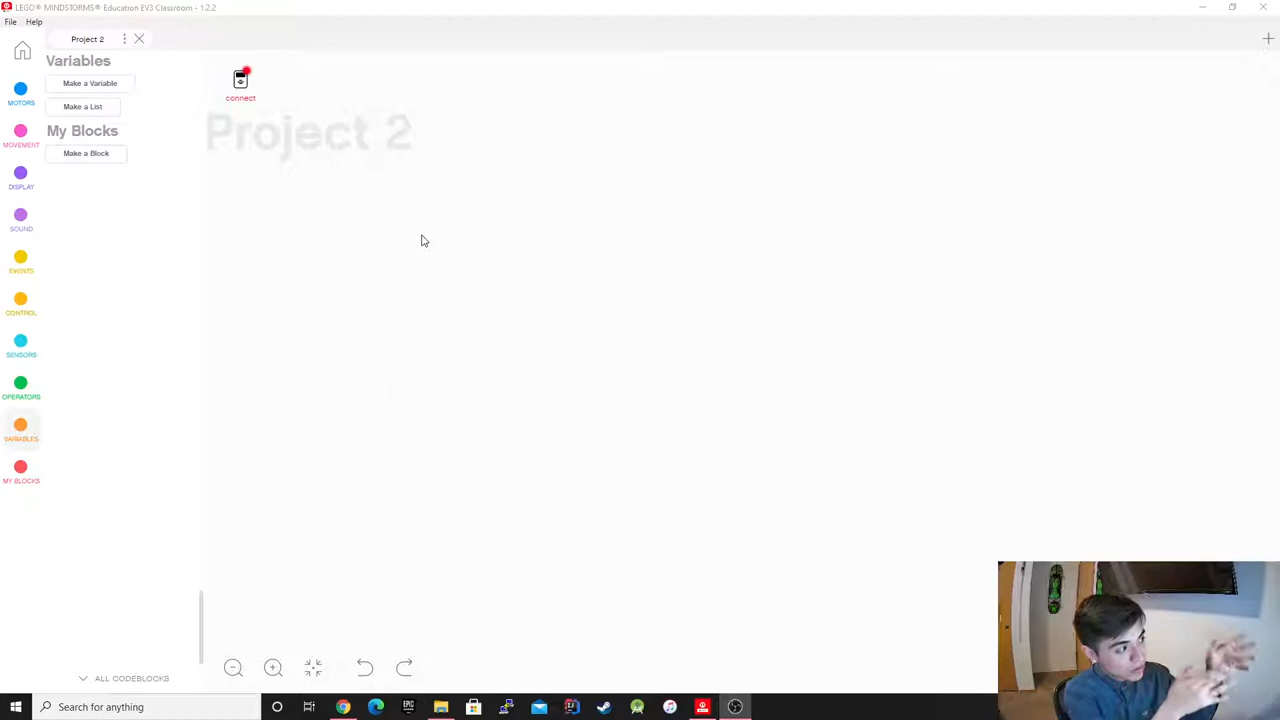 LEGO® MINDSTORMS® Education EV3 Classroom - 1.2.2
File Help
Project 2
Variables
Make a Variable
Make a List
My Blocks
Make a Block
MOTORS
MOVEMENT
DISPLAY
SOUND
EVENTS
CONTROL
SENSORS
OPERATORS
VARIABLES
MY BLOCKS
connect
Project 2
ALL CODEBLOCKS
Search for anything
EPIC
GAMES